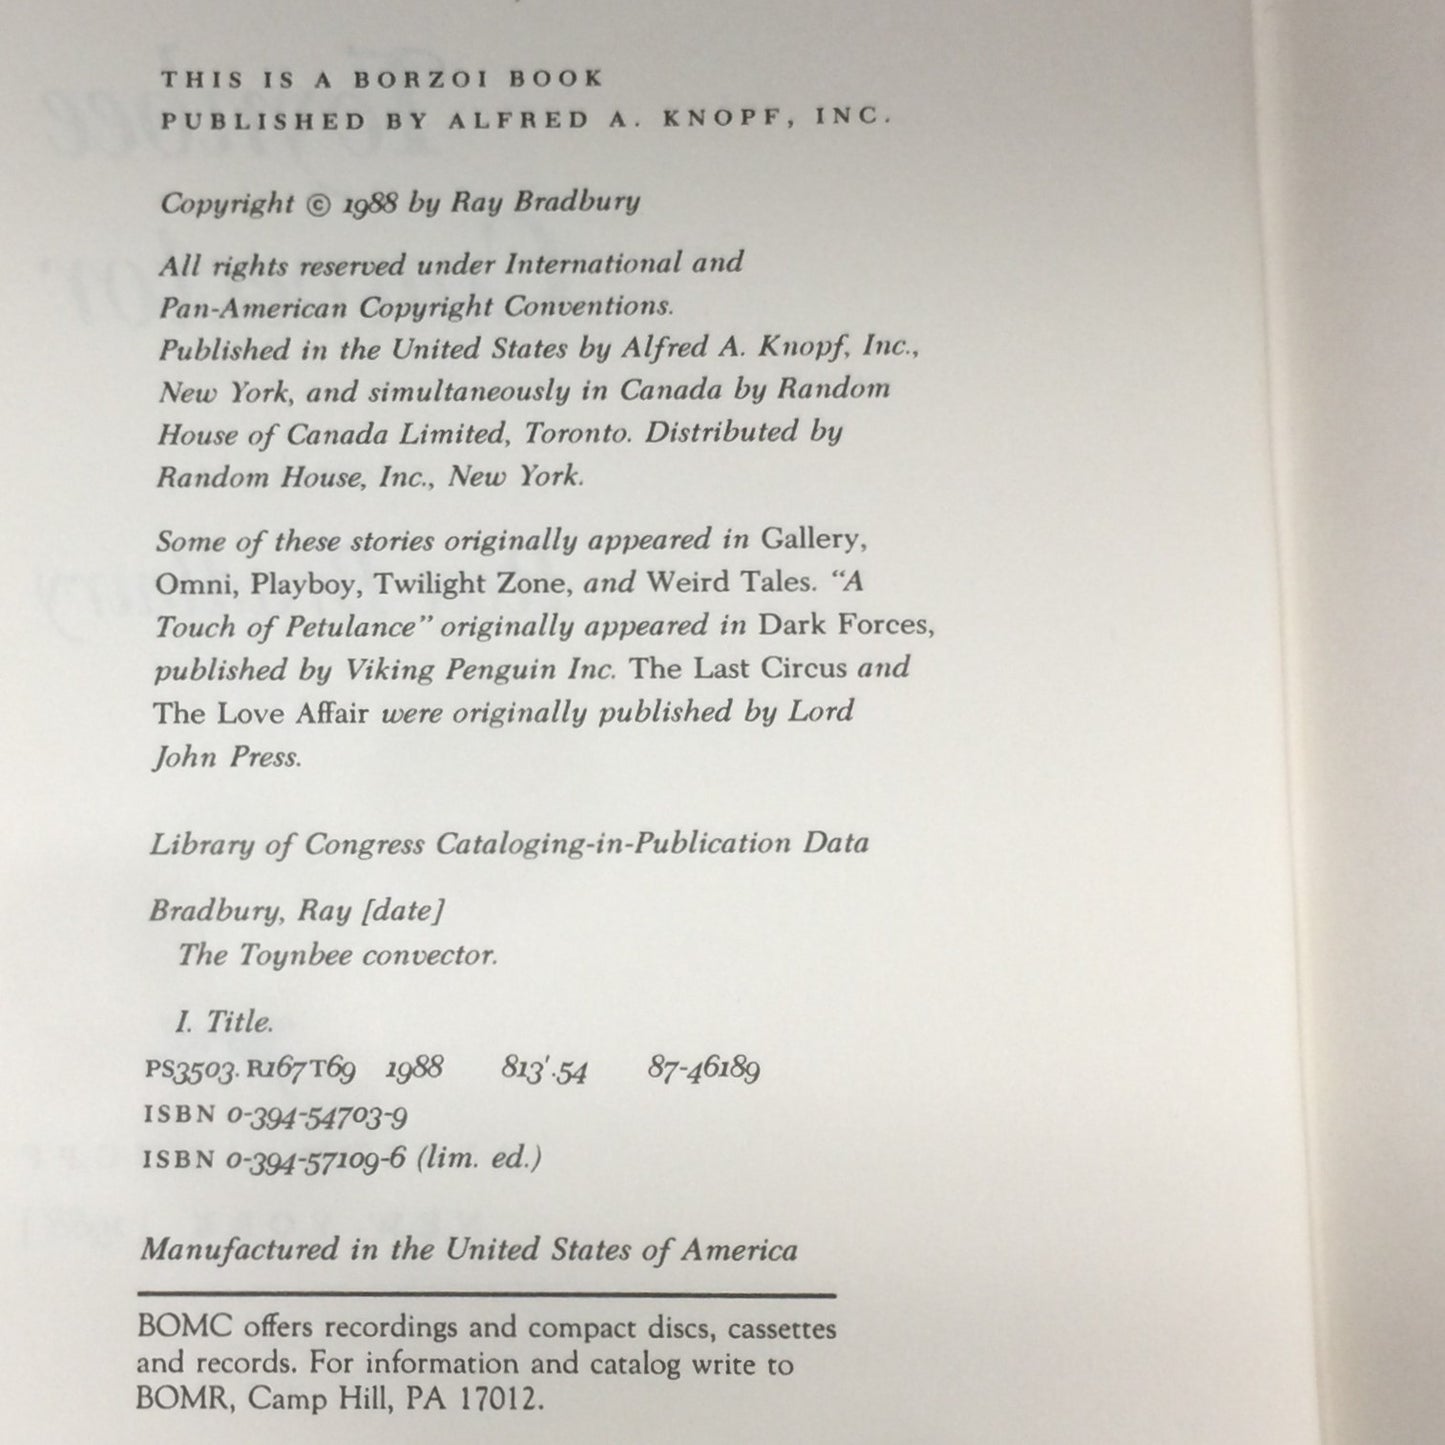 THIS IS A BORZOI BOOK
PUBLISHED BY ALFRED A. KNOPF, INC.
Copyright © 1988 by Ray Bradbury
All rights reserved under International and
Pan-American Copyright Conventions.
Published in the United States by Alfred A. Knopf, Inc.,
New York, and simultaneously in Canada by Random
House of Canada Limited, Toronto. Distributed by
Random House, Inc., New York.
Some of these stories originally appeared in Gallery,
Omni, Playboy, Twilight Zone, and Weird Tales. “A
Touch of Petulance” originally appeared in Dark Forces,
published by Viking Penguin Inc. The Last Circus and
The Love Affair were originally published by Lord
John Press.
Library of Congress Cataloging-in-Publication Data
Bradbury, Ray [date]
The Toynbee convector.
I. Title.
PS3503.R167T69 1988 813'.54 87-46189
ISBN 0-394-54703-9
ISBN 0-394-57109-6 (lim. ed.)
Manufactured in the United States of America
BOMC offers recordings and compact discs, cassettes
and records. For information and catalog write to
BOMR, Camp Hill, PA 17012.